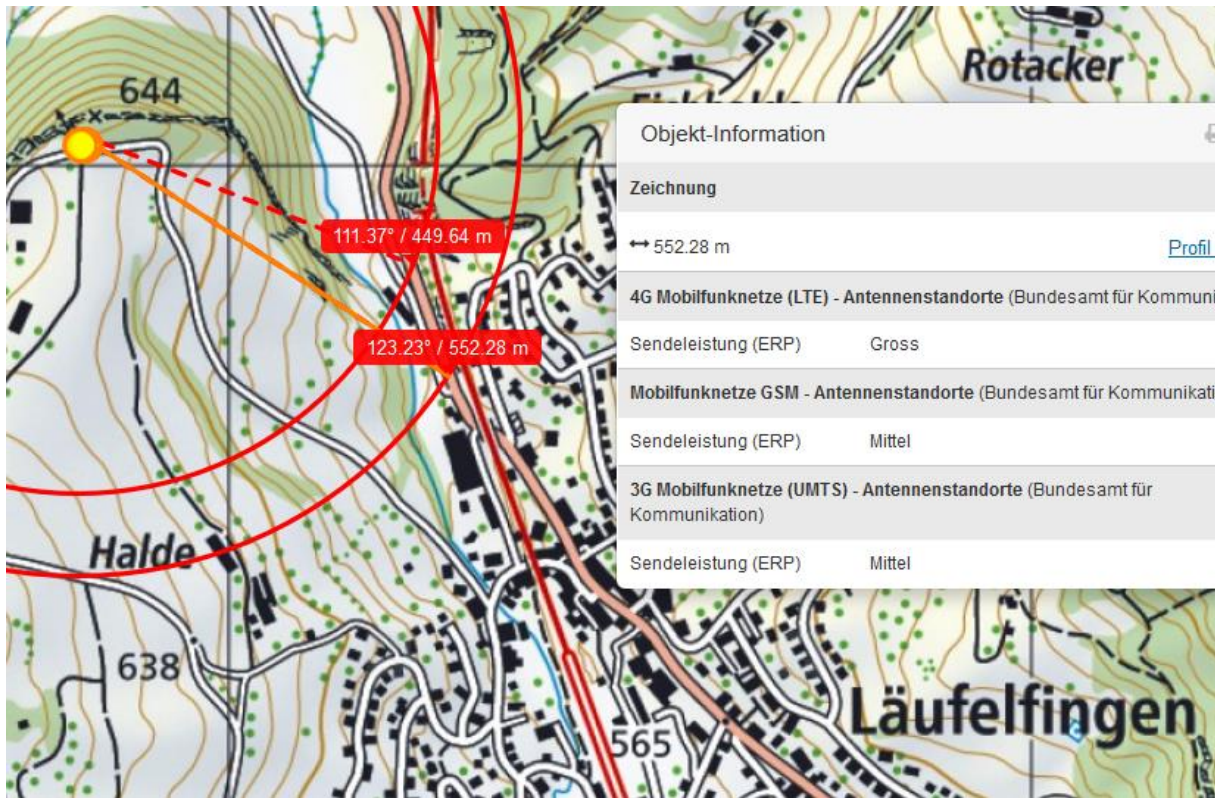 644
Rotacker
Objekt-Information
Zeichnung
111.37° / 449.64 m
↔ 552.28 m
Profil
4G Mobilfunknetze (LTE) - Antennenstandorte (Bundesamt für Kommuni
123.23° / 552.28 m
Sendeleistung (ERP) Gross
Mobilfunknetze GSM - Antennenstandorte (Bundesamt für Kommunikati
Sendeleistung (ERP) Mittel
3G Mobilfunknetze (UMTS) - Antennenstandorte (Bundesamt für
Kommunikation)
Sendeleistung (ERP) Mittel
Halde
638
Läufelfingen
565